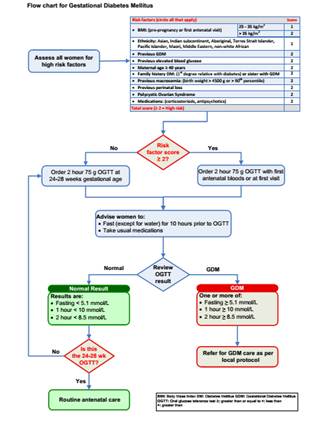 Flow chart for Gestational Diabetes Mellitus
Risk factors (circle all that apply) Score
• BMI: (pre-pregnancy or first antenatal visit) 25 - 35 kg/m² 1
> 35 kg/m² 2
• Ethnicity: Asian, Indian subcontinent, Aboriginal, Torres Strait Islander,
Pacific Islander, Maori, Middle Eastern, non-white African 1
• Previous GDM 2
• Previous elevated blood glucose 2
• Maternal age ≥ 40 years 2
• Family history DM: (1st degree relative with diabetes) or sister with GDM 2
• Previous macrosomia: (birth weight > 4500 g or > 90th percentile) 2
• Previous perinatal loss 2
• Polycystic Ovarian Syndrome 2
• Medications: (corticosteroids, antipsychotics) 2
Total score (≥ 2 = High risk)
Assess all women for
high risk factors
Risk
factor score
≥ 2?
No
Yes
Order 2 hour 75 g OGTT at
24-28 weeks gestational age
Order 2 hour 75 g OGTT with first
antenatal bloods or at first visit
Advise women to:
• Fast (except for water) for 10 hours prior to OGTT
• Take usual medications
Review
OGTT
result
Normal
GDM
Normal Result
Results are:
• Fasting < 5.1 mmol/L
• 1 hour < 10 mmol/L
• 2 hour < 8.5 mmol/L
GDM
One or more of:
• Fasting ≥ 5.1 mmol/L
• 1 hour ≥ 10 mmol/L
• 2 hour ≥ 8.5 mmol/L
Is this
the 24-28 wk
OGTT?
No
Yes
Refer for GDM care as per
local protocol
Routine antenatal care
BMI: Body Mass Index DM: Diabetes Mellitus GDM: Gestational Diabetes Mellitus
OGTT: Oral glucose tolerance test ≥: greater than or equal to <: less than
>: greater than